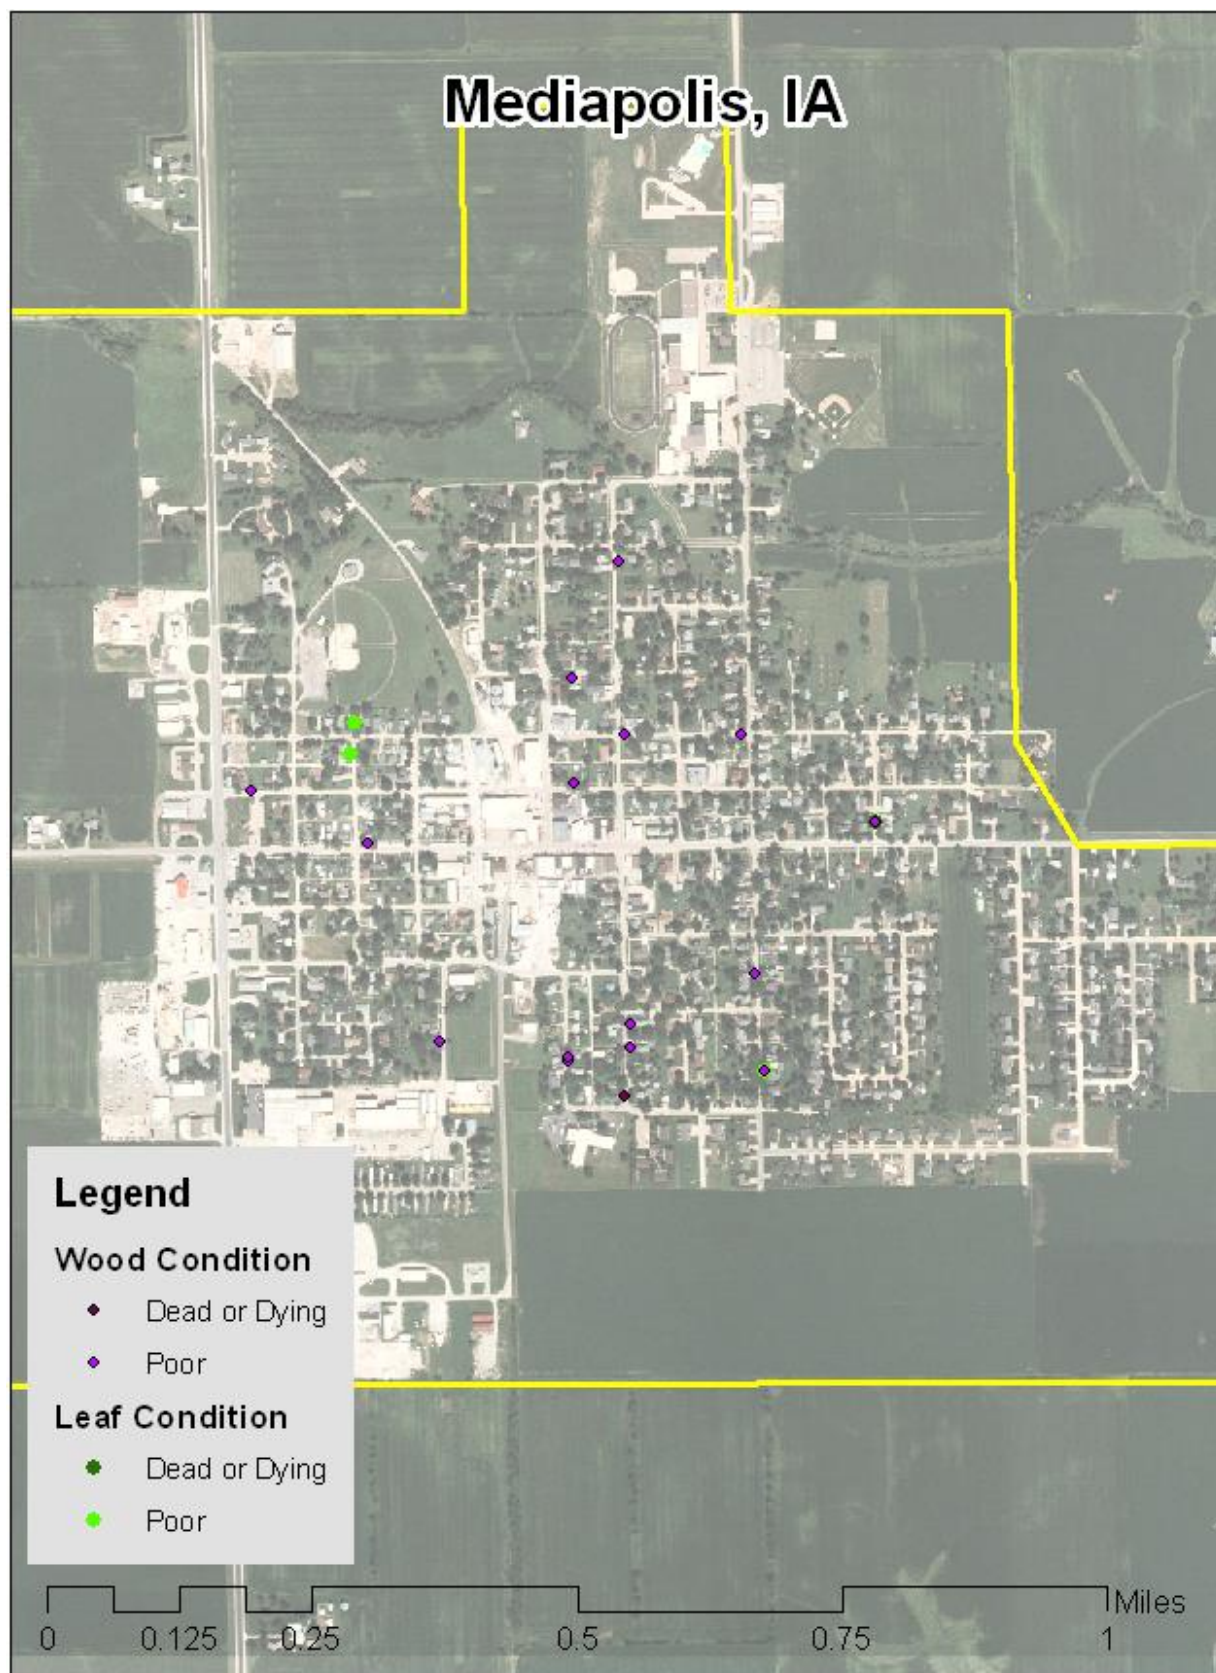 Mediapolis, IA
Legend
Wood Condition
Dead or Dying
Poor
Leaf Condition
Dead or Dying
Poor
Miles
0 0.125 0.25 0.5 0.75 1